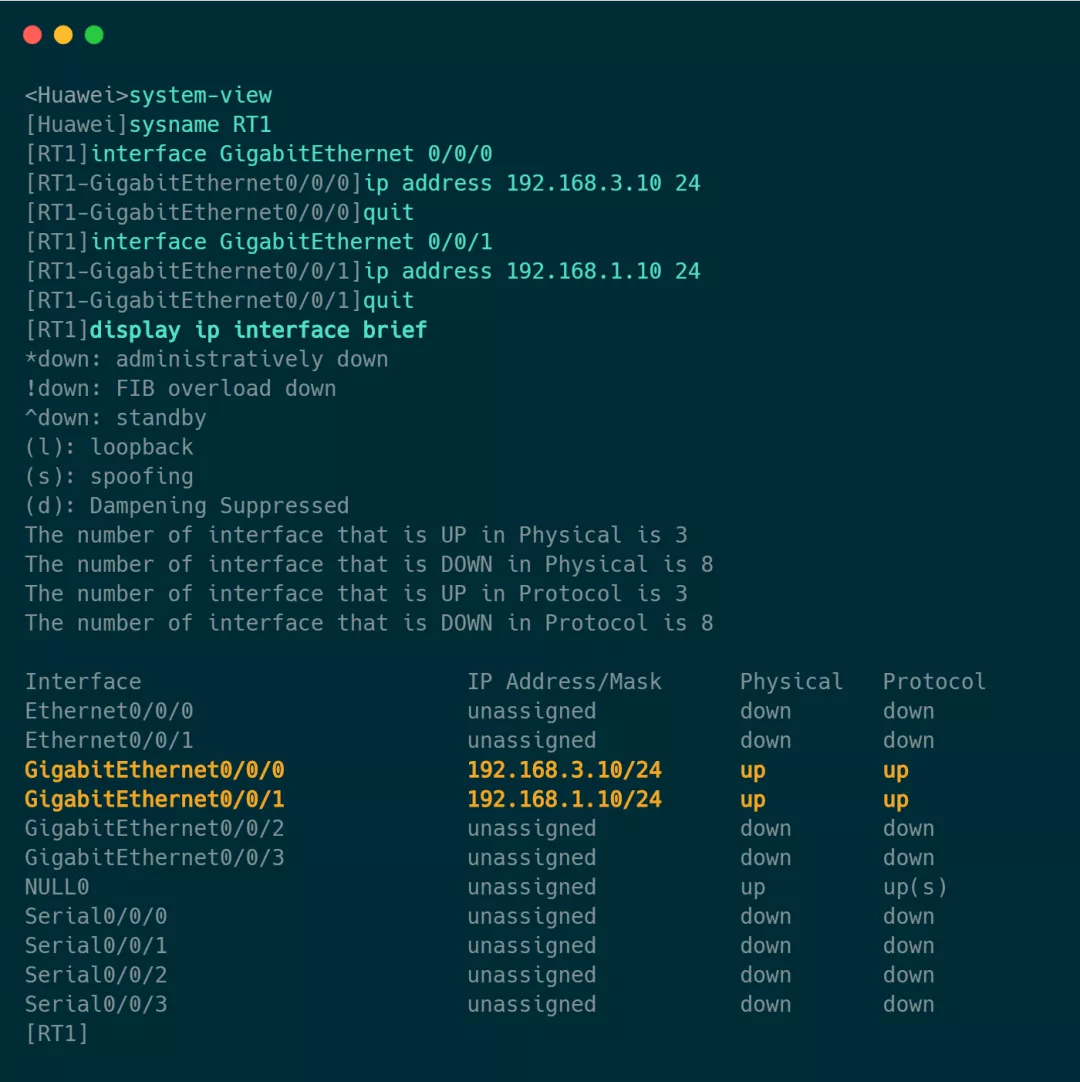 <Huawei>system-view
[Huawei]sysname RT1
[RT1]interface GigabitEthernet 0/0/0
[RT1-GigabitEthernet0/0/0]ip address 192.168.3.10 24
[RT1-GigabitEthernet0/0/0]quit
[RT1]interface GigabitEthernet 0/0/1
[RT1-GigabitEthernet0/0/1]ip address 192.168.1.10 24
[RT1-GigabitEthernet0/0/1]quit
[RT1]display ip interface brief
*down: administratively down
!down: FIB overload down
^down: standby
(l): loopback
(s): spoofing
(d): Dampening Suppressed
The number of interface that is UP in Physical is 3
The number of interface that is DOWN in Physical is 8
The number of interface that is UP in Protocol is 3
The number of interface that is DOWN in Protocol is 8

Interface                         IP Address/Mask      Physical   Protocol
Ethernet0/0/0                     unassigned           down       down
Ethernet0/0/1                     unassigned           down       down
GigabitEthernet0/0/0              192.168.3.10/24      up         up
GigabitEthernet0/0/1              192.168.1.10/24      up         up
GigabitEthernet0/0/2              unassigned           down       down
GigabitEthernet0/0/3              unassigned           down       down
NULL0                             unassigned           up         up(s)
Serial0/0/0                       unassigned           down       down
Serial0/0/1                       unassigned           down       down
Serial0/0/2                       unassigned           down       down
Serial0/0/3                       unassigned           down       down
[RT1]